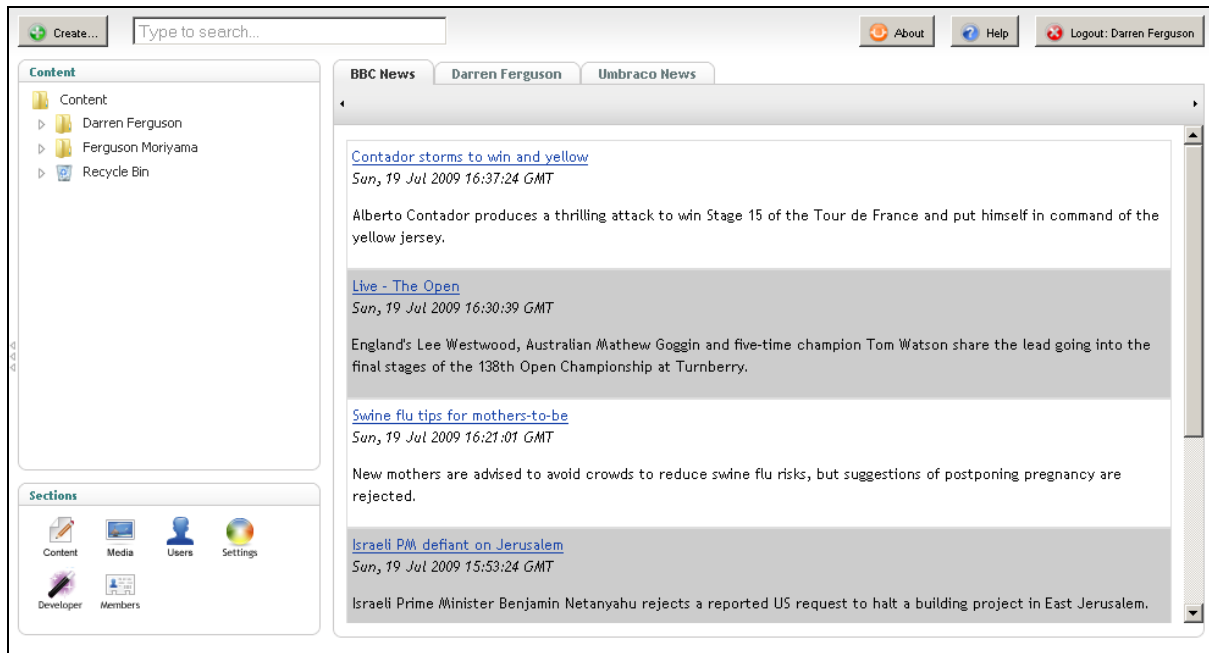 Create...
Type to search...
About
Help
Logout: Darren Ferguson
Content
Content
Darren Ferguson
Ferguson Moriyama
Recycle Bin
Sections
Content
Media
Users
Settings
Developer
Members
BBC News
Darren Ferguson
Umbraco News
Contador storms to win and yellow
Sun, 19 Jul 2009 16:37:24 GMT
Alberto Contador produces a thrilling attack to win Stage 15 of the Tour de France and put himself in command of the
yellow jersey.
Live - The Open
Sun, 19 Jul 2009 16:30:39 GMT
England's Lee Westwood, Australian Mathew Goggin and five-time champion Tom Watson share the lead going into the
final stages of the 138th Open Championship at Turnberry.
Swine flu tips for mothers-to-be
Sun, 19 Jul 2009 16:21:01 GMT
New mothers are advised to avoid crowds to reduce swine flu risks, but suggestions of postponing pregnancy are
rejected.
Israeli PM defiant on Jerusalem
Sun, 19 Jul 2009 15:53:24 GMT
Israeli Prime Minister Benjamin Netanyahu rejects a reported US request to halt a building project in East Jerusalem.